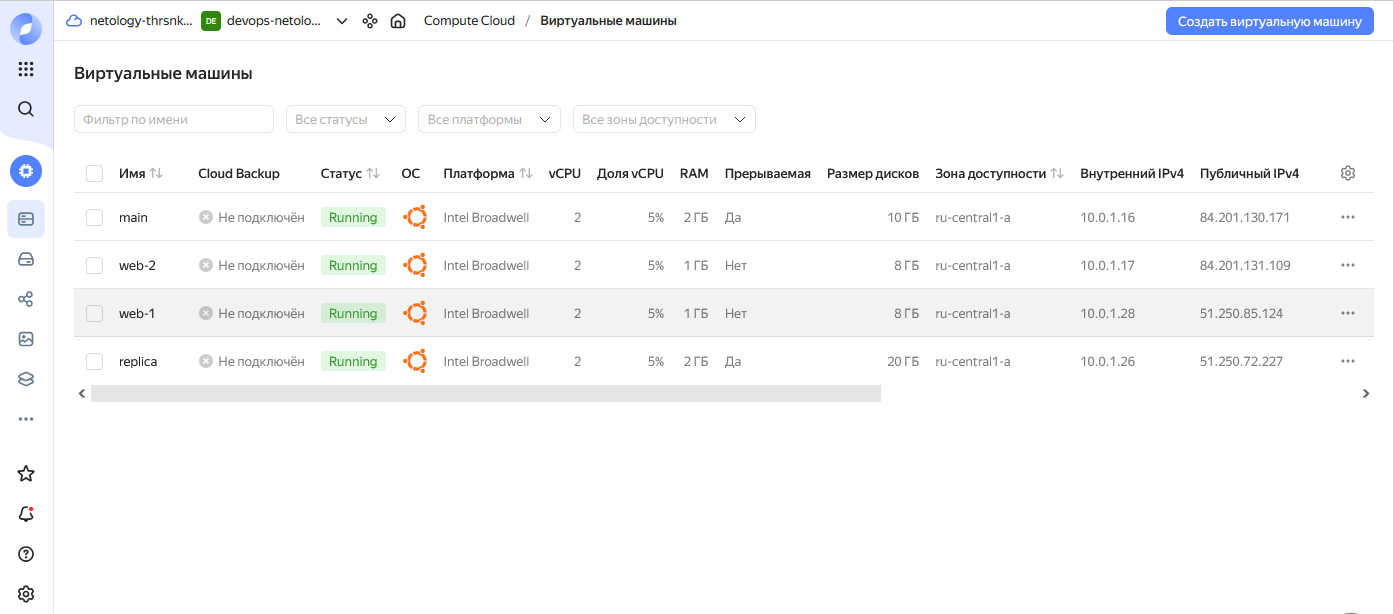 netology-thrsnk... DE devops-netolo... Compute Cloud / Виртуальные машины Создать виртуальную машину
Виртуальные машины
Фильтр по имени Все статусы Все платформы Все зоны доступности
Имя Cloud Backup Статус ОС Платформа vCPU Доля vCPU RAM Прерываемая Размер дисков Зона доступности Внутренний IPv4 Публичный IPv4
main Не подключён Running Intel Broadwell 2 5% 2 ГБ Да 10 ГБ ru-central1-a 10.0.1.16 84.201.130.171
web-2 Не подключён Running Intel Broadwell 2 5% 1 ГБ Нет 8 ГБ ru-central1-a 10.0.1.17 84.201.131.109
web-1 Не подключён Running Intel Broadwell 2 5% 1 ГБ Нет 8 ГБ ru-central1-a 10.0.1.28 51.250.85.124
replica Не подключён Running Intel Broadwell 2 5% 2 ГБ Да 20 ГБ ru-central1-a 10.0.1.26 51.250.72.227